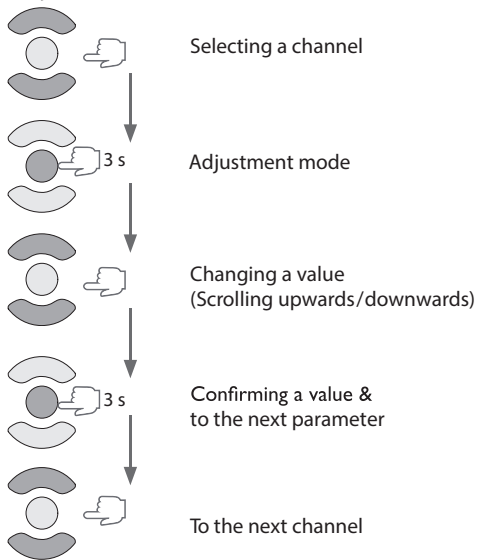 Selecting a channel
3 s
Adjustment mode
Changing a value
(Scrolling upwards/downwards)
3 s
Confirming a value &
to the next parameter
To the next channel